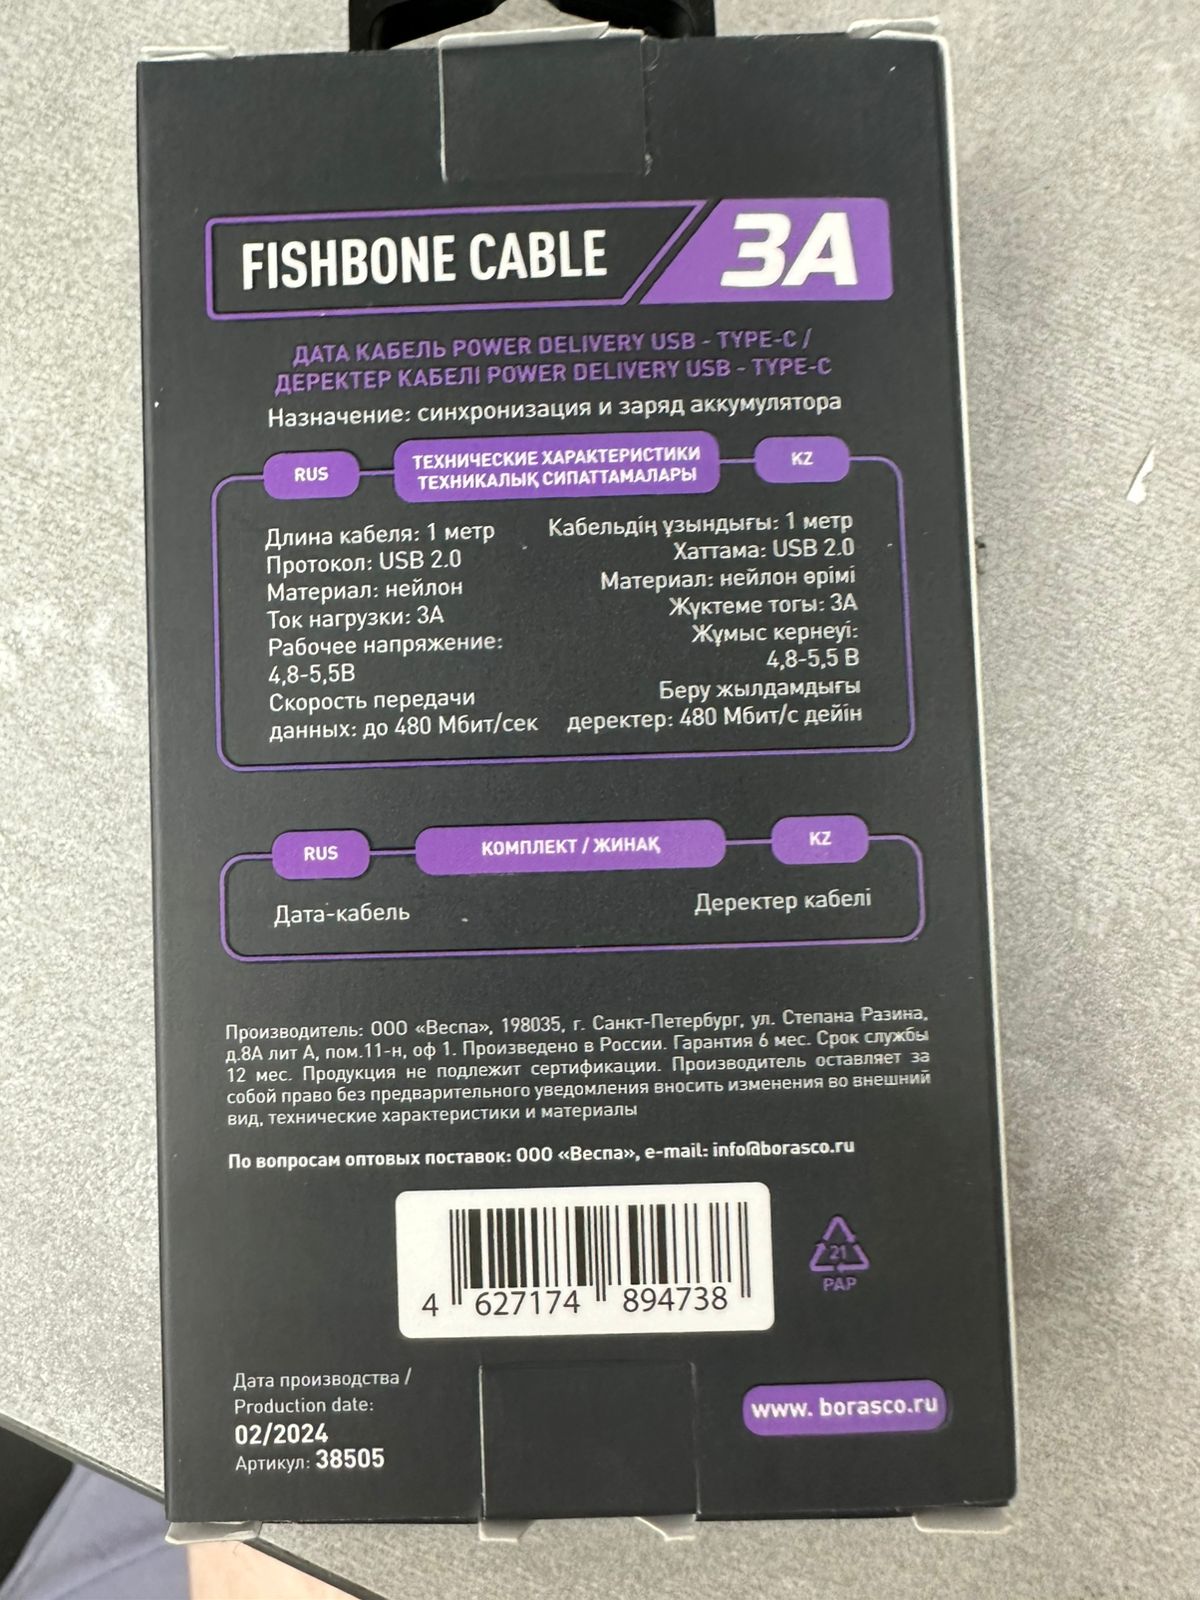 FISHBONE CABLE 3A
ДАТА КАБЕЛЬ POWER DELIVERY USB - TYPE-C /
ДЕРЕКТЕР КАБЕЛІ POWER DELIVERY USB - TYPE-C
Назначение: синхронизация и заряд аккумулятора
RUS
ТЕХНИЧЕСКИЕ ХАРАКТЕРИСТИКИ
ТЕХНИКАЛЫҚ СИПАТТАМАЛАРЫ
KZ
Длина кабеля: 1 метр
Протокол: USB 2.0
Материал: нейлон
Ток нагрузки: 3А
Рабочее напряжение:
4,8-5,5В
Скорость передачи
данных: до 480 Мбит/сек
Кабельдің ұзындығы: 1 метр
Хаттама: USB 2.0
Материал: нейлон өрімі
Жүктеме тогы: 3А
Жұмыс кернеуі:
4,8-5,5 В
Беру жылдамдығы
деректер: 480 Мбит/с дейін
RUS
КОМПЛЕКТ / ЖИНАҚ
KZ
Дата-кабель
Деректер кабелі
Производитель: ООО «Веспа», 198035, г. Санкт-Петербург, ул. Степана Разина,
д.8А лит А, пом.11-н, оф 1. Произведено в России. Гарантия 6 мес. Срок службы
12 мес. Продукция не подлежит сертификации. Производитель оставляет за
собой право без предварительного уведомления вносить изменения во внешний
вид, технические характеристики и материалы
По вопросам оптовых поставок: ООО «Веспа», e-mail: info@borasco.ru
4 627174 894738
21
PAP
Дата производства /
Production date:
02/2024
Артикул: 38505
www. borasco.ru